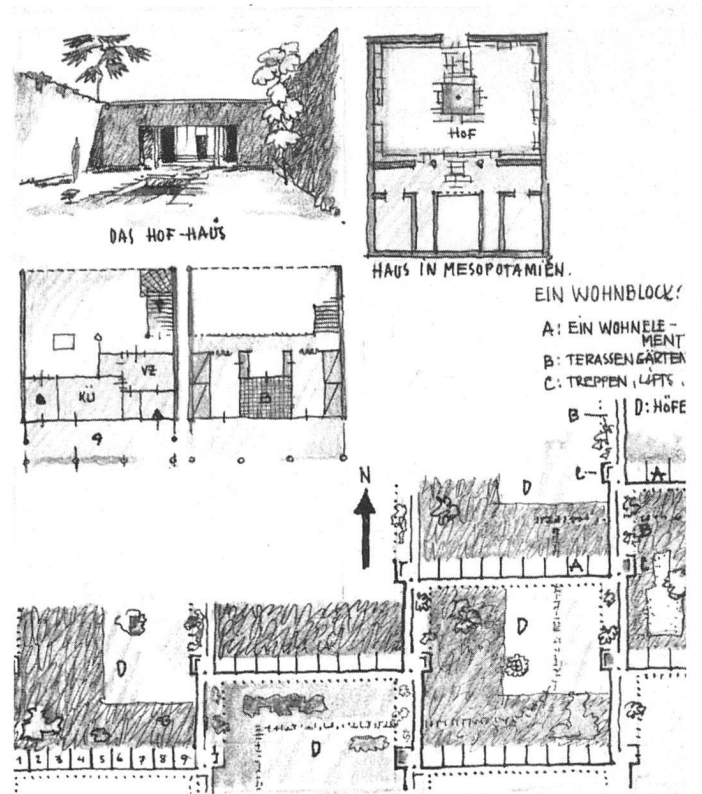 HOF
DAS HOF-HAUS
HAUS IN MESOPOTAMIEN.
EIN WOHNBLOCK:
A: EIN WOHNELE-
MENT
B: TERASSENGÄRTEN
C: TREPPEN, LIFTS.
D: HÖFE
VZ
KÜ
B
4
B
C
A
N
D
A
B
C
D
D
D
1 2 3 4 5 6 7 8 9